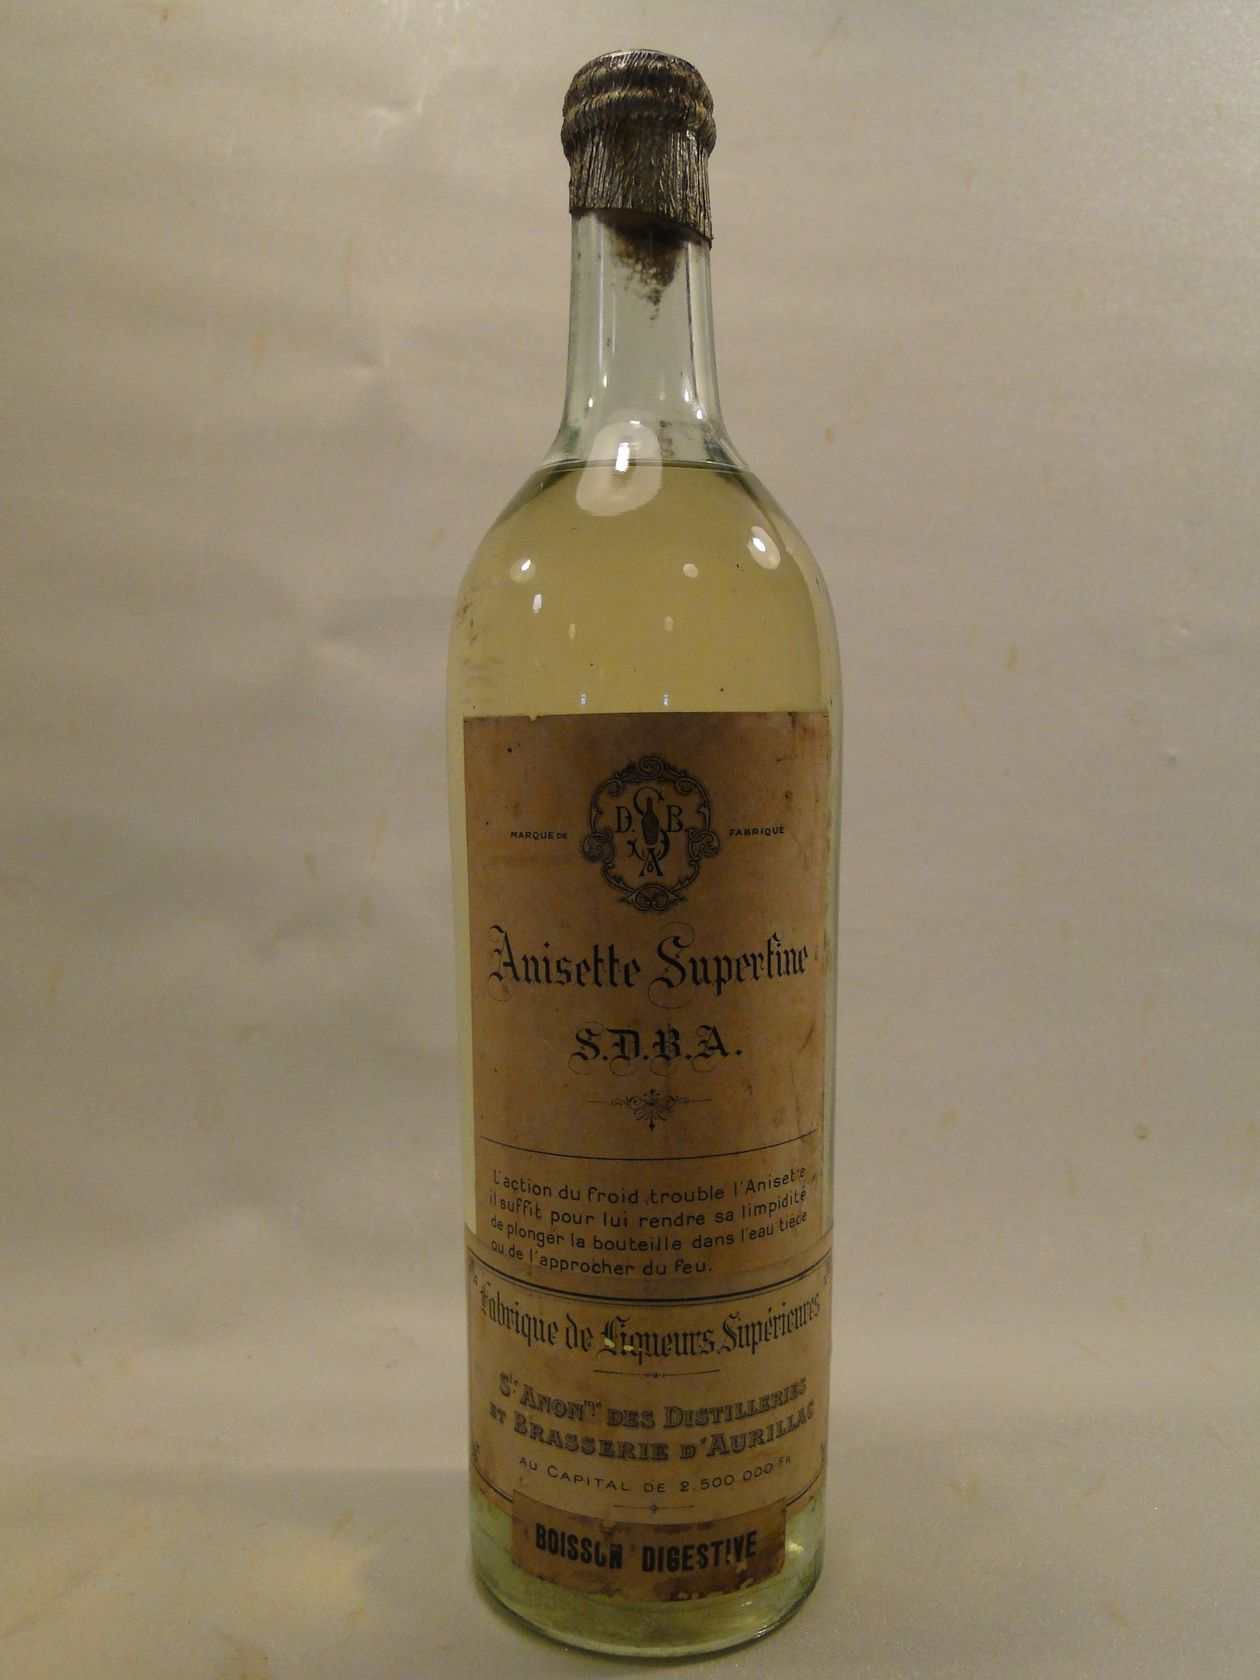 D. S. B.
A
MARQUE DE FABRIQUE
Anisette Superfine
S.D.B.A.
L'action du froid trouble l'Anisette
il suffit pour lui rendre sa limpidité
de plonger la bouteille dans l'eau tiède
ou de l'approcher du feu.
Fabrique de Liqueurs Supérieures
Sté Anonme des Distilleries
et Brasserie d'Aurillac
au Capital de 2.500 000 Fr
BOISSON DIGESTIVE